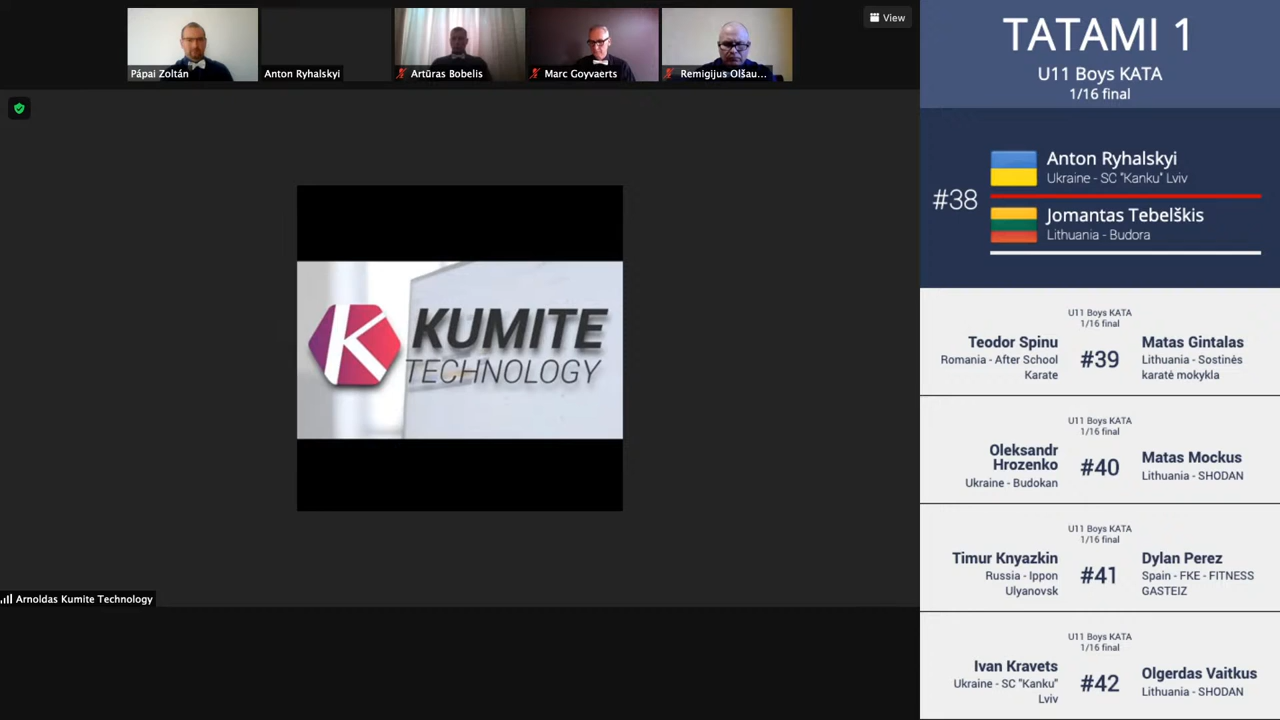 Pápai Zoltán
Anton Ryhalskyi
Artūras Bobelis
Marc Goyvaerts
Remigijus Olšau...
View
KUMITE
TECHNOLOGY
Arnoldas Kumite Technology
TATAMI 1
U11 Boys KATA
1/16 final
#38
Anton Ryhalskyi
Ukraine - SC "Kanku" Lviv
Jomantas Tebelškis
Lithuania - Budora
U11 Boys KATA
1/16 final
Teodor Spinu
Romania - After School
Karate
#39
Matas Gintalas
Lithuania - Sostinės
karatė mokykla
U11 Boys KATA
1/16 final
Oleksandr
Hrozenko
Ukraine - Budokan
#40
Matas Mockus
Lithuania - SHODAN
U11 Boys KATA
1/16 final
Timur Knyazkin
Russia - Ippon
Ulyanovsk
#41
Dylan Perez
Spain - FKE - FITNESS
GASTEIZ
U11 Boys KATA
1/16 final
Ivan Kravets
Ukraine - SC "Kanku"
Lviv
#42
Olgerdas Vaitkus
Lithuania - SHODAN